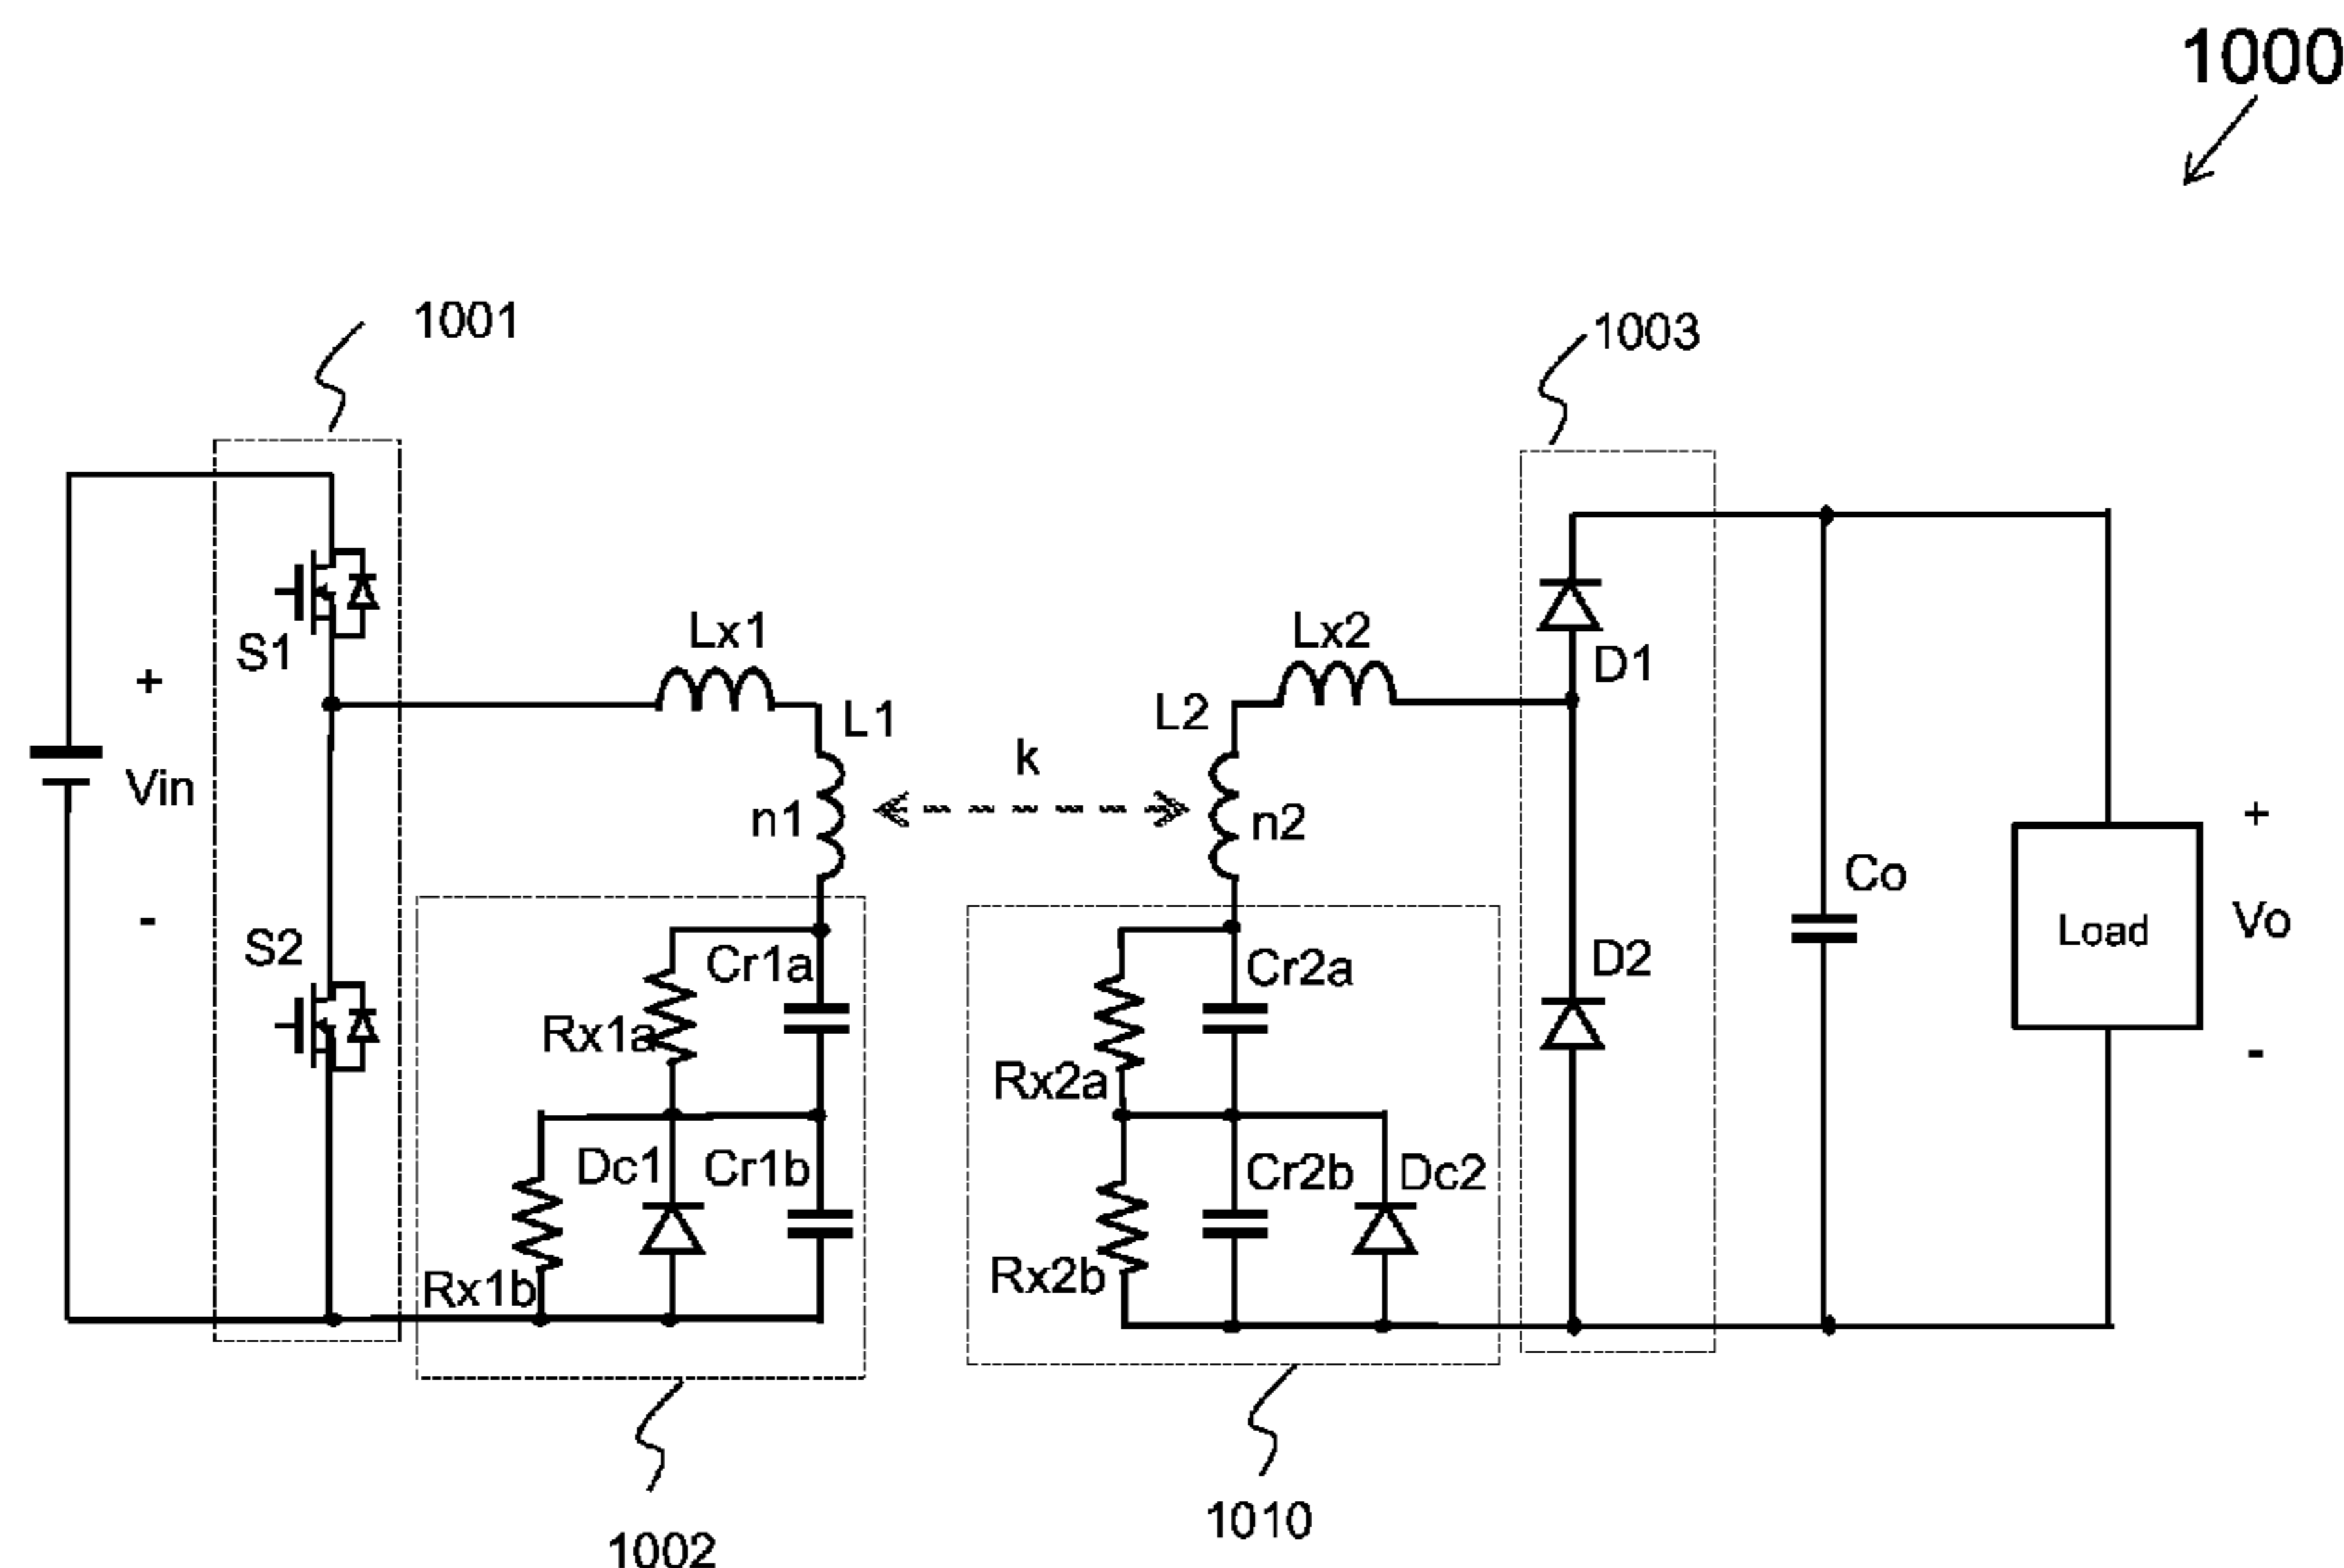 1000
1001
1003
S1
Lx1
Lx2
D1
+
L1
L2
k
Vin
n1
n2
+
Co
Load
Vo
-
S2
Cr1a
Cr2a
D2
Rx1a
Rx2a
-
Dc1
Cr1b
Cr2b
Dc2
Rx1b
Rx2b
1002
1010